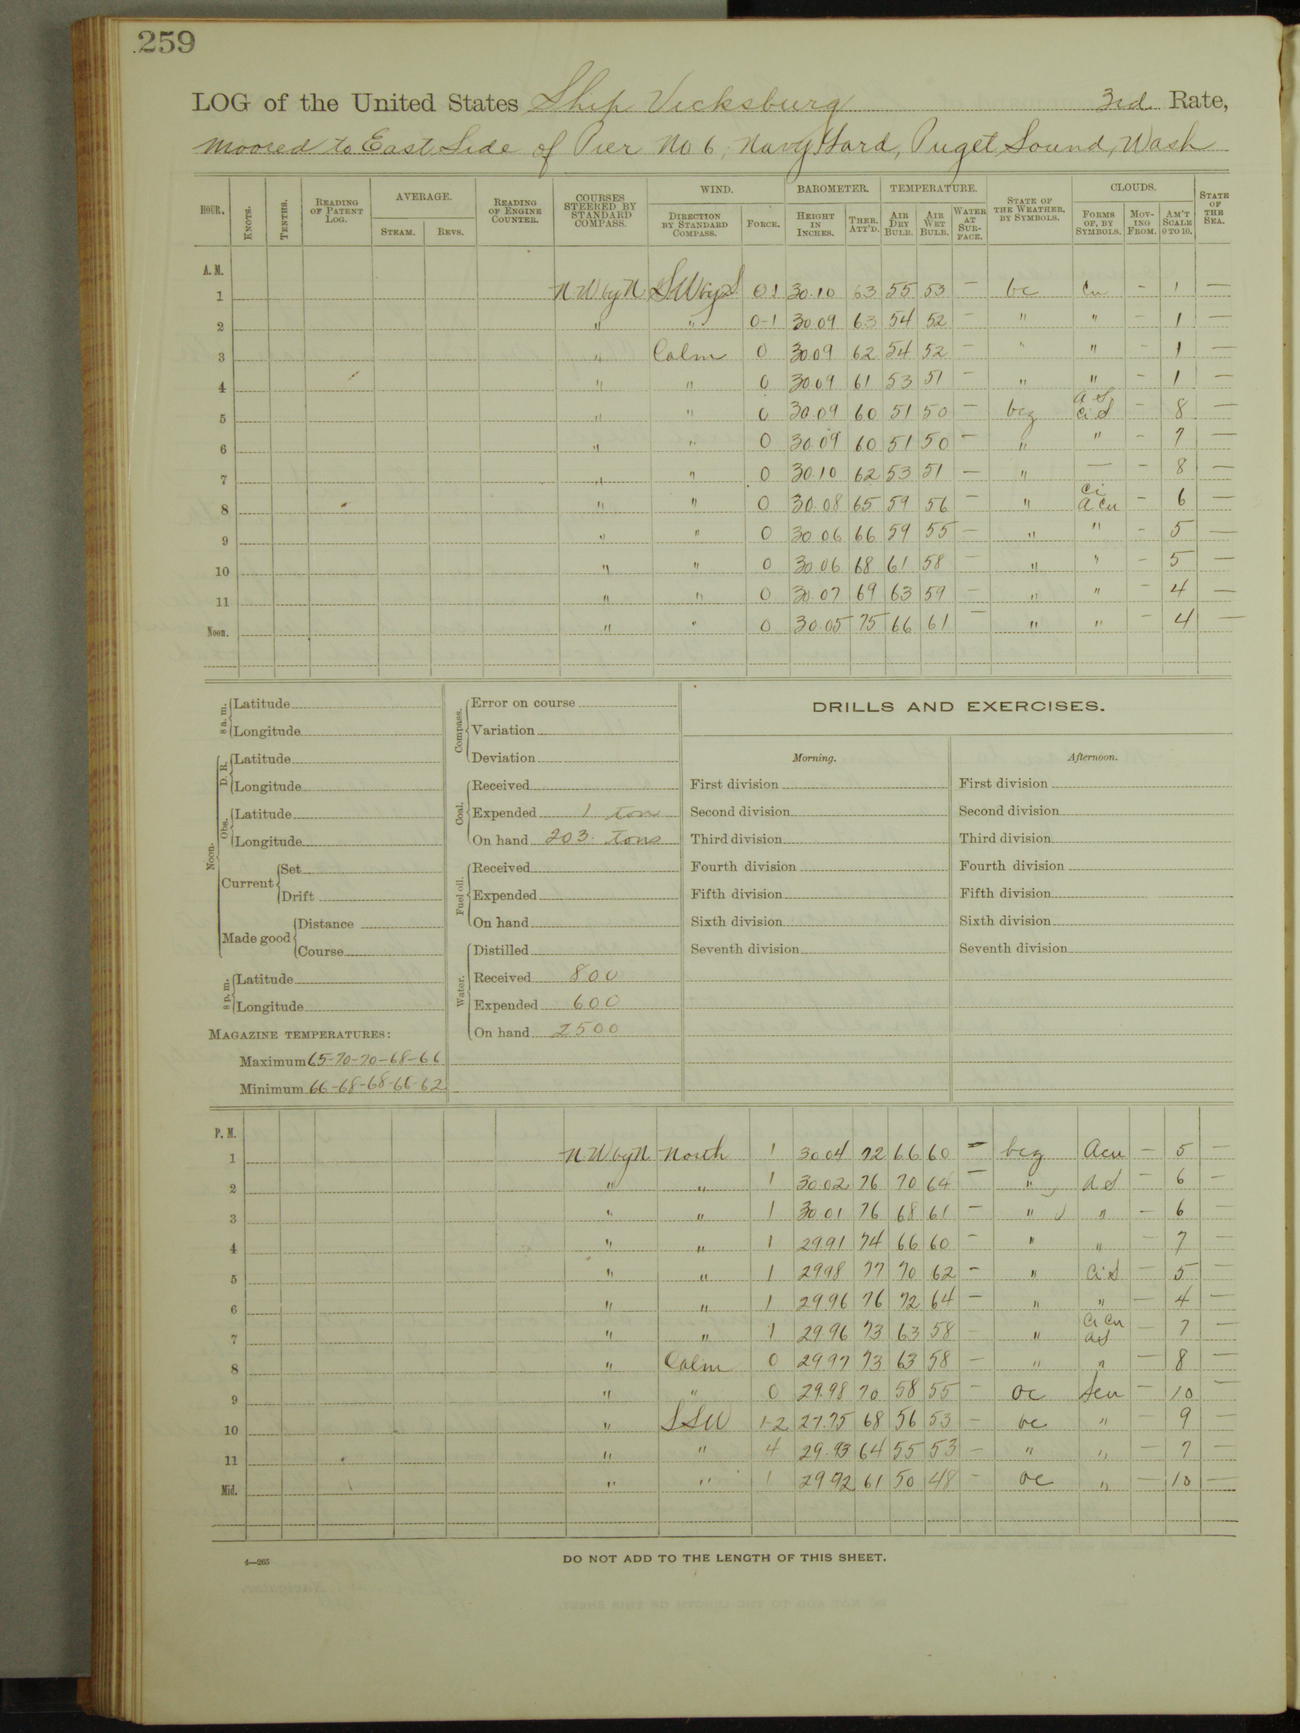 259
LOG of the United States Ship Vicksburg 3rd Rate,
Moored to East Side of Pier No 6, Navy Yard, Puget Sound, Wash
HOUR. KNOTS. TENTHS. READING OF PATENT LOG. AVERAGE. STEAM. REVS. READING OF ENGINE COUNTER. COURSES STEERED BY STANDARD COMPASS. WIND. DIRECTION BY STANDARD COMPASS. FORCE. BAROMETER. HEIGHT IN INCHES. THER. ATT'D. TEMPERATURE. AIR DRY BULB. AIR WET BULB. WATER AT SURFACE. STATE OF THE WEATHER, BY SYMBOLS. CLOUDS. FORMS OF, BY SYMBOLS. MOVING FROM. AM'T SCALE 0 TO 10. STATE OF THE SEA.
A. M.
1 NW by N SW by S 0-1 30.10 63 55 53 — bc Cu - 1 —
2 " " 0-1 30.09 63 54 52 — " " - 1 —
3 " Calm 0 30.09 62 54 52 — " " - 1 —
4 " " 0 30.09 61 53 51 — " " - 1 —
5 " " 0 30.09 60 51 50 — bcz A S Ci S - 8 —
6 " " 0 30.09 60 51 50 — " " - 7 —
7 " " 0 30.10 62 53 51 — " — - 8 —
8 " " 0 30.08 65 59 56 — " Ci A Cu - 6 —
9 " " 0 30.06 66 59 55 — " " - 5 —
10 " " 0 30.06 68 61 58 — " " - 5 —
11 " " 0 30.07 69 63 59 — " " - 4 —
Noon. " " 0 30.05 75 66 61 — " " - 4 —
8 a. m. Latitude
Longitude
Noon. D. R. Latitude
Longitude
Obs. Latitude
Longitude
Current Set
Drift
Made good Distance
Course
8 p. m. Latitude
Longitude
MAGAZINE TEMPERATURES:
Maximum 65-70-70-68-66
Minimum 66-68-68-66-62
Compass. Error on course
Variation
Deviation
Coal. Received
Expended 1 ton
On hand 203 tons
Fuel oil. Received
Expended
On hand
Water. Distilled
Received 800
Expended 600
On hand 2500
DRILLS AND EXERCISES.
Morning. Afternoon.
First division First division
Second division Second division
Third division Third division
Fourth division Fourth division
Fifth division Fifth division
Sixth division Sixth division
Seventh division Seventh division
P. M.
1 NW by N North 1 30.04 72 66 60 — bcz A Cu — 5 —
2 " " 1 30.02 76 70 64 — " A S — 6 —
3 " " 1 30.01 76 68 61 — " " — 6 —
4 " " 1 29.91 74 66 60 — " " — 7 —
5 " " 1 29.98 77 70 62 — " Ci S — 5 —
6 " " 1 29.96 76 72 64 — " " — 4 —
7 " " 1 29.96 73 63 58 — " Ci Cu A S — 7 —
8 " Calm 0 29.97 73 63 58 — " " — 8 —
9 " " 0 29.98 70 58 55 — oc S Cu — 10 —
10 " SSW 1-2 27.75 68 56 53 — oc " — 9 —
11 " " 4 29.93 64 55 53 — " " — 7 —
Mid. " " 1 29.92 61 50 48 — oc " — 10 —
4—265
DO NOT ADD TO THE LENGTH OF THIS SHEET.